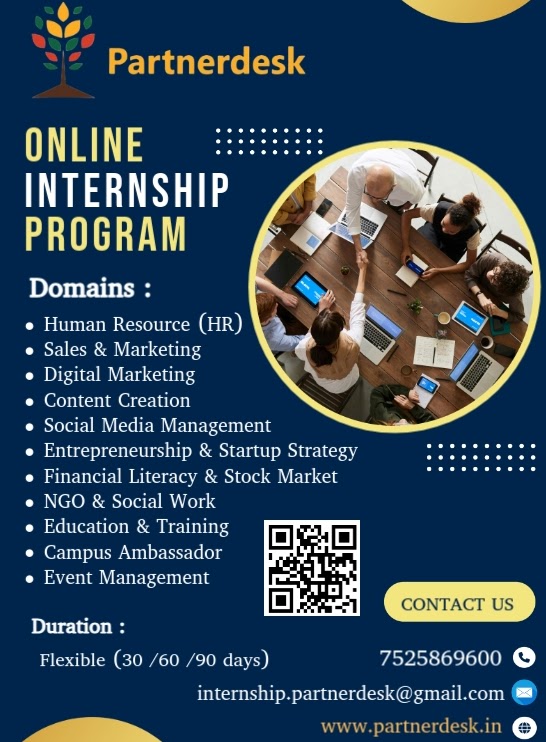 Partnerdesk
ONLINE
INTERNSHIP
PROGRAM
Domains :
• Human Resource (HR)
• Sales & Marketing
• Digital Marketing
• Content Creation
• Social Media Management
• Entrepreneurship & Startup Strategy
• Financial Literacy & Stock Market
• NGO & Social Work
• Education & Training
• Campus Ambassador
• Event Management
CONTACT US
Duration :
Flexible (30 /60 /90 days)
7525869600
internship.partnerdesk@gmail.com
www.partnerdesk.in